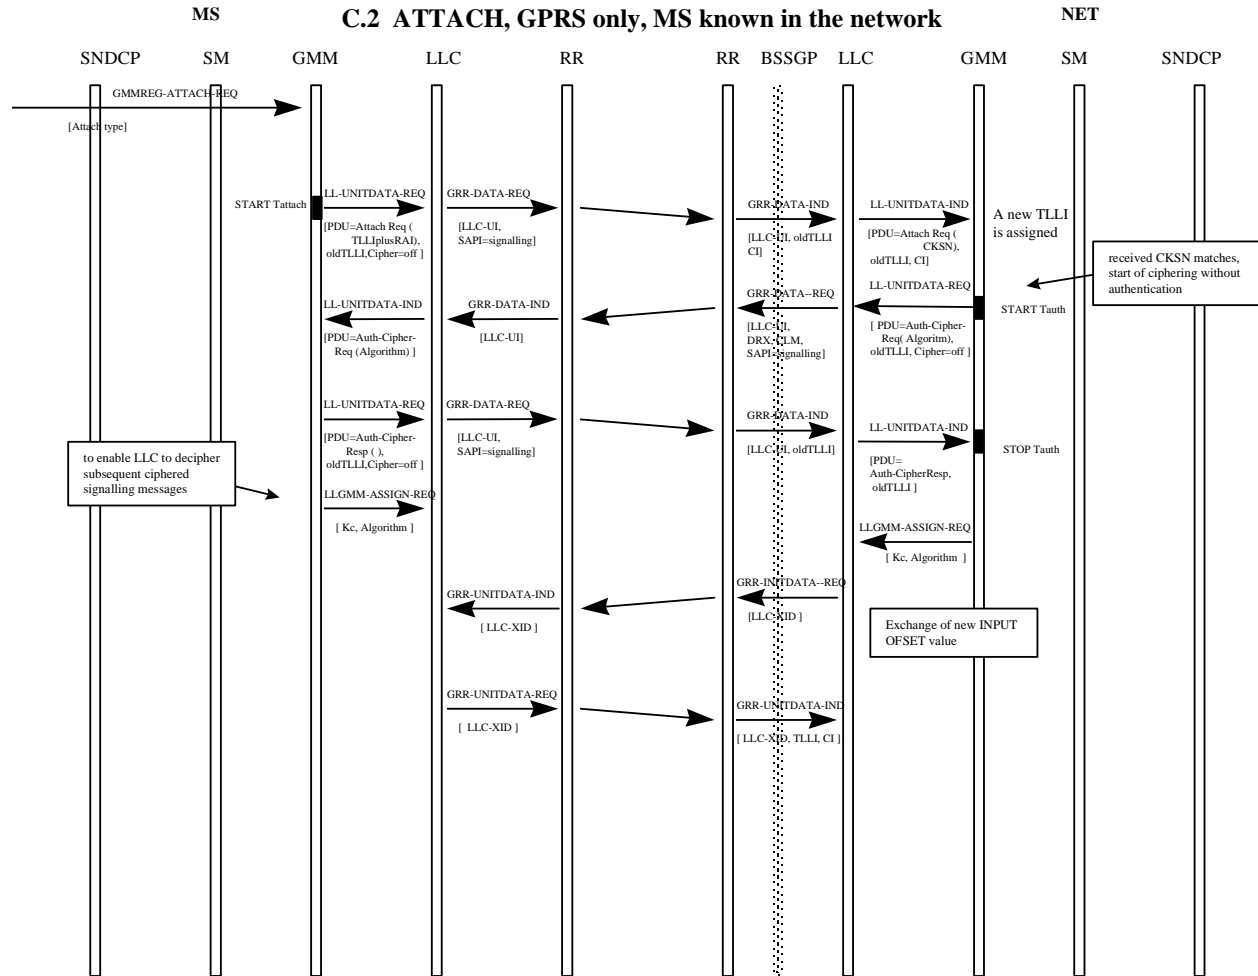 MS
C.2 ATTACH, GPRS only, MS known in the network
NET
SNDCP SM GMM LLC RR RR BSSGP LLC GMM SM SNDCP
GMMREG-ATTACH-REQ
[Attach type]
START Tattach
LL-UNITDATA-REQ
[PDU=Attach Req (
TLLIplusRAI),
oldTLLI,Cipher=off ]
GRR-DATA-REQ
[LLC-UI,
SAPI=signalling]
GRR-DATA-IND
[LLC-UI, oldTLLI
CI]
LL-UNITDATA-IND
[PDU=Attach Req (
CKSN),
oldTLLI, CI]
A new TLLI
is assigned
received CKSN matches,
start of ciphering without
authentication
LL-UNITDATA-REQ
START Tauth
[ PDU=Auth-Cipher-
Req( Algoritm),
oldTLLI, Cipher=off ]
GRR-DATA--REQ
[LLC-UI,
DRX, CLM,
SAPI=signalling]
GRR-DATA-IND
[LLC-UI]
LL-UNITDATA-IND
[PDU=Auth-Cipher-
Req (Algorithm) ]
LL-UNITDATA-REQ
[PDU=Auth-Cipher-
Resp ( ),
oldTLLI,Cipher=off ]
GRR-DATA-REQ
[LLC-UI,
SAPI=signalling]
GRR-DATA-IND
[LLC-UI, oldTLLI]
LL-UNITDATA-IND
[PDU=
Auth-CipherResp,
oldTLLI ]
STOP Tauth
to enable LLC to decipher
subsequent ciphered
signalling messages
LLGMM-ASSIGN-REQ
[ Kc, Algorithm ]
LLGMM-ASSIGN-REQ
[ Kc, Algorithm ]
GRR-INITDATA--REQ
[LLC-XID ]
GRR-UNITDATA-IND
[ LLC-XID ]
Exchange of new INPUT
OFSET value
GRR-UNITDATA-REQ
[ LLC-XID ]
GRR-UNITDATA-IND
[ LLC-XID, TLLI, CI ]